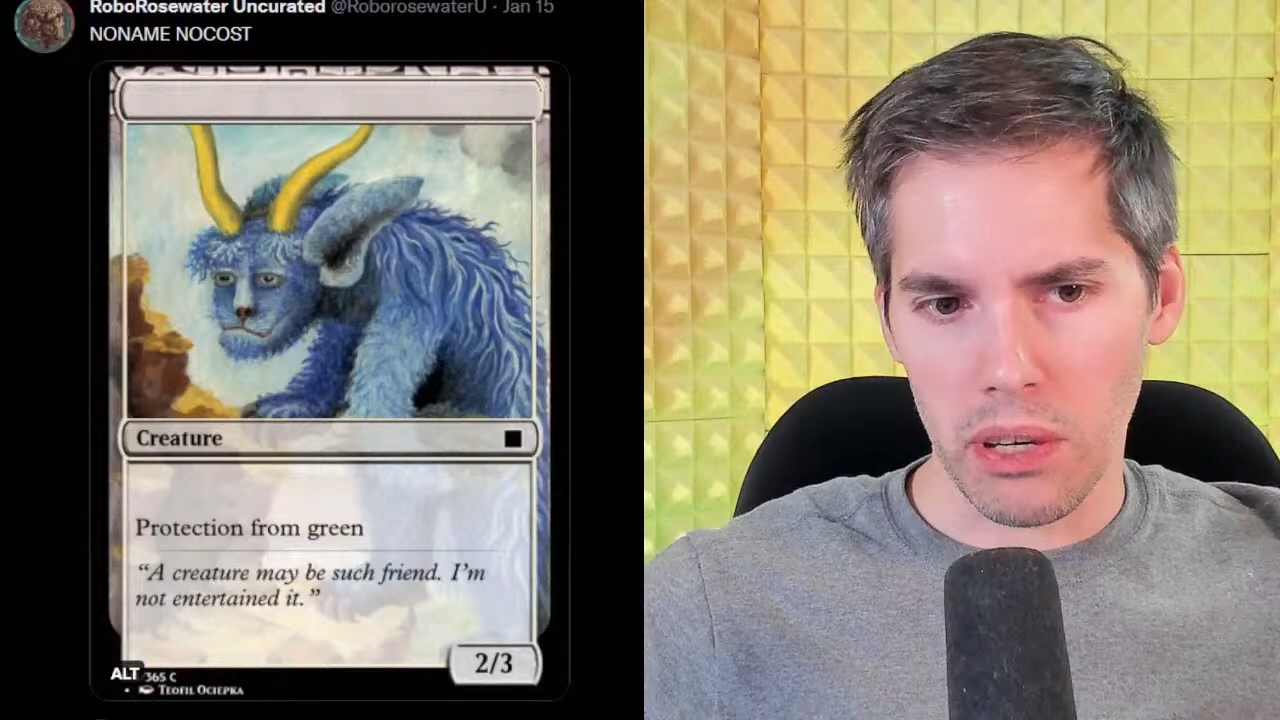 RoboRosewater Uncurated @RoborosewaterU · Jan 15
NONAME NOCOST
Creature
Protection from green
“A creature may be such friend. I’m
not entertained it.”
2/3
ALT
365 C
Teofil Ociepka